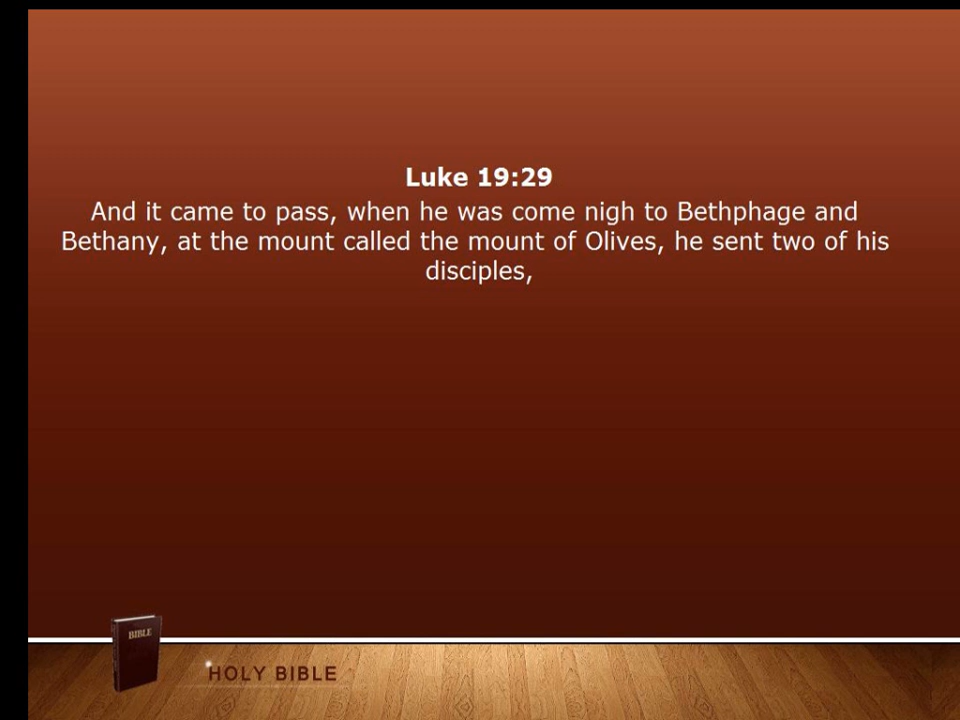 Luke 19:29
And it came to pass, when he was come nigh to Bethphage and
Bethany, at the mount called the mount of Olives, he sent two of his
disciples,
BIBLE
HOLY BIBLE